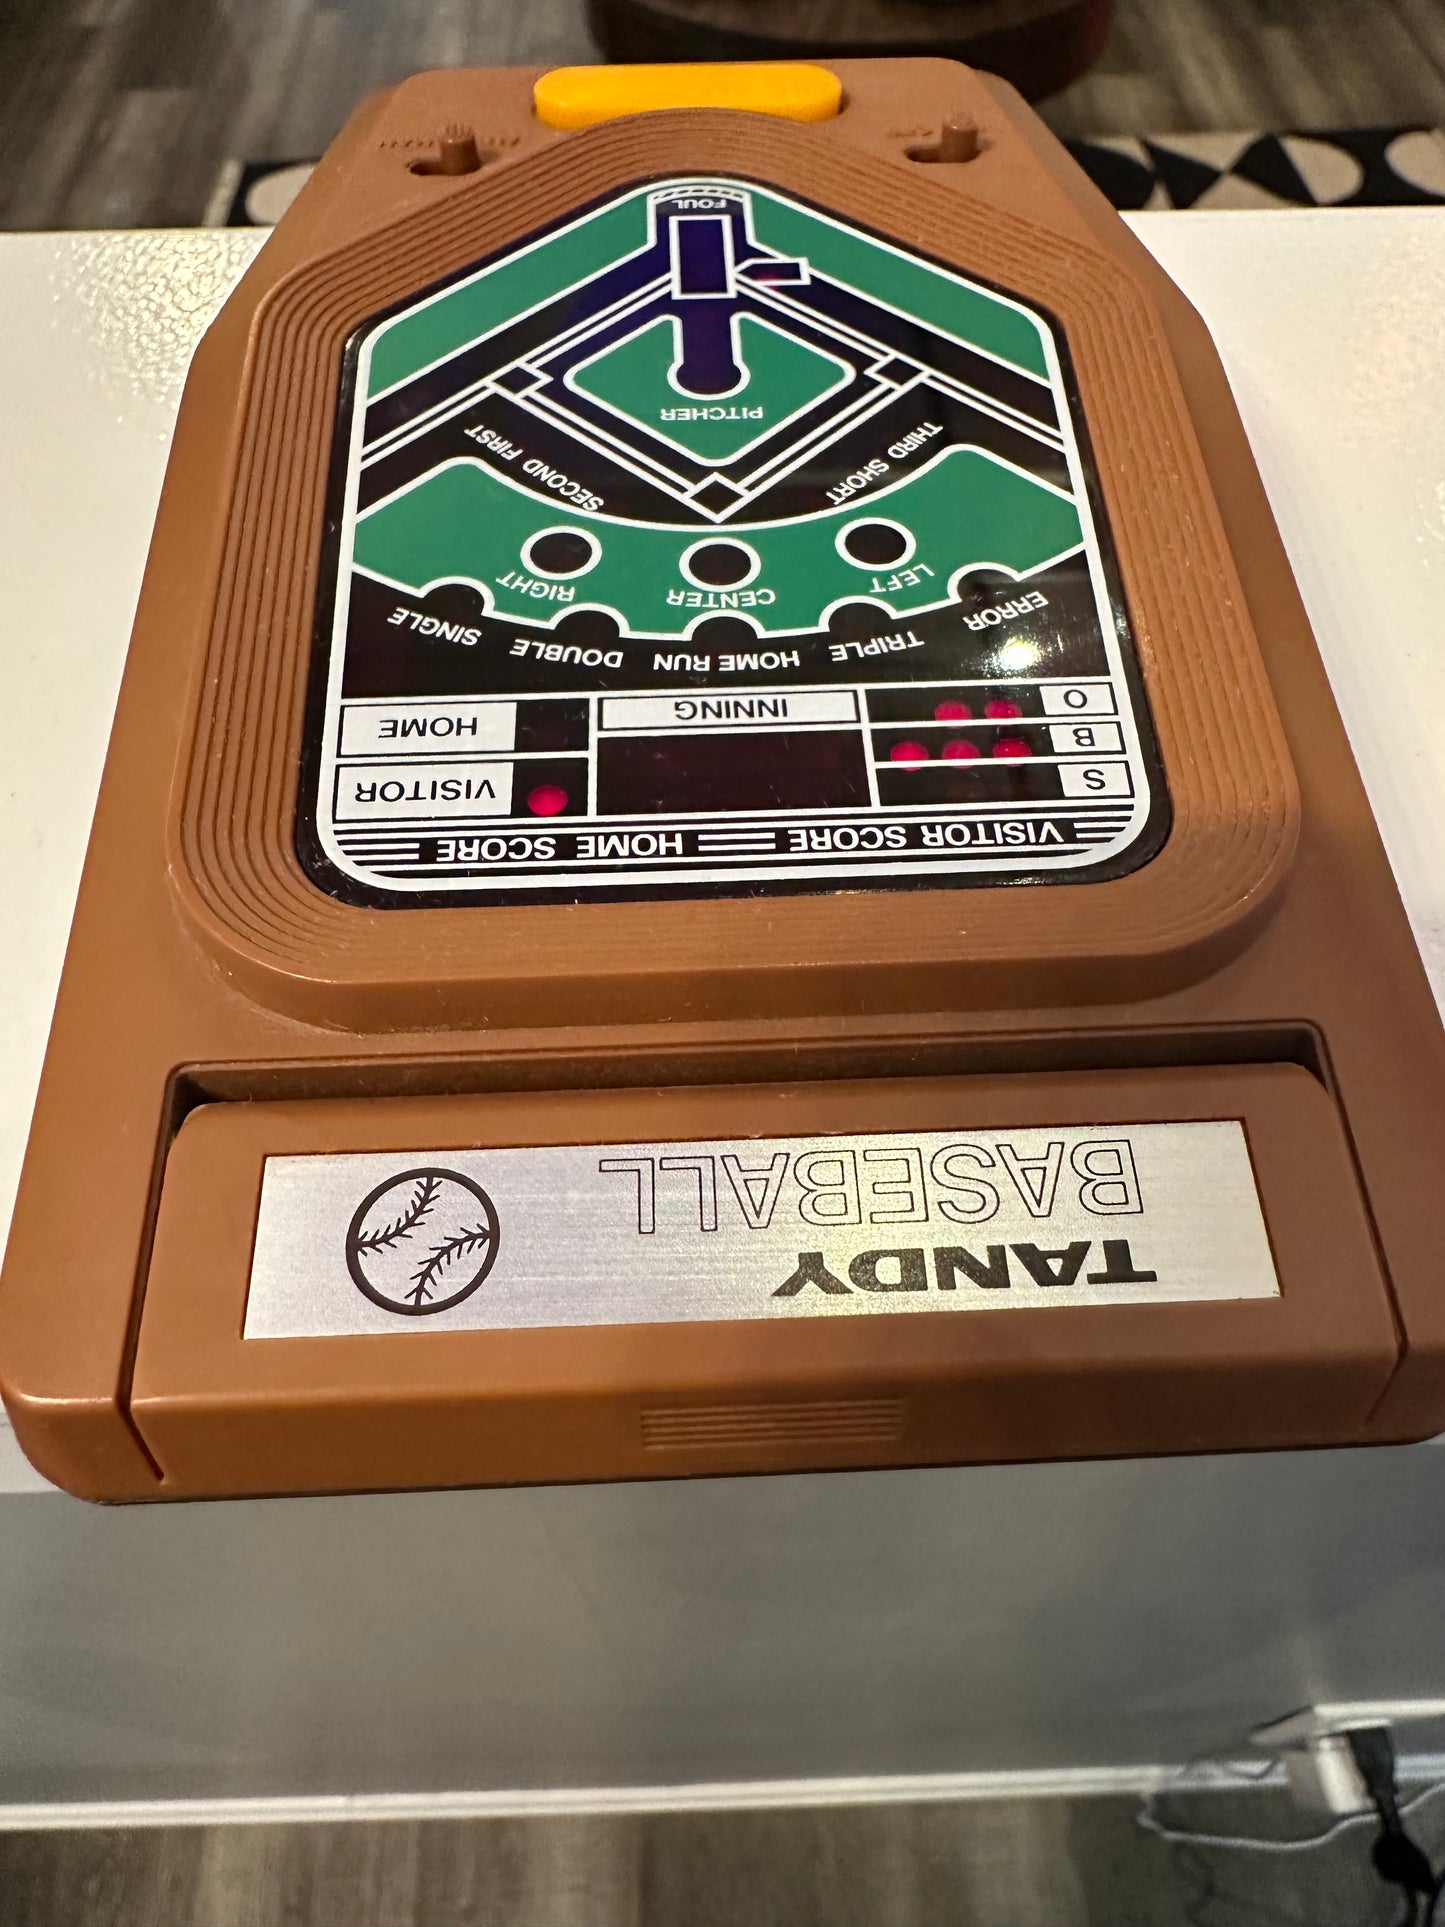 TANDY
BASEBALL
VISITOR SCORE HOME SCORE
S
B
O
INNING
VISITOR
HOME
ERROR TRIPLE HOME RUN DOUBLE SINGLE
LEFT CENTER RIGHT
THIRD SHORT
SECOND FIRST
PITCHER
FOUL